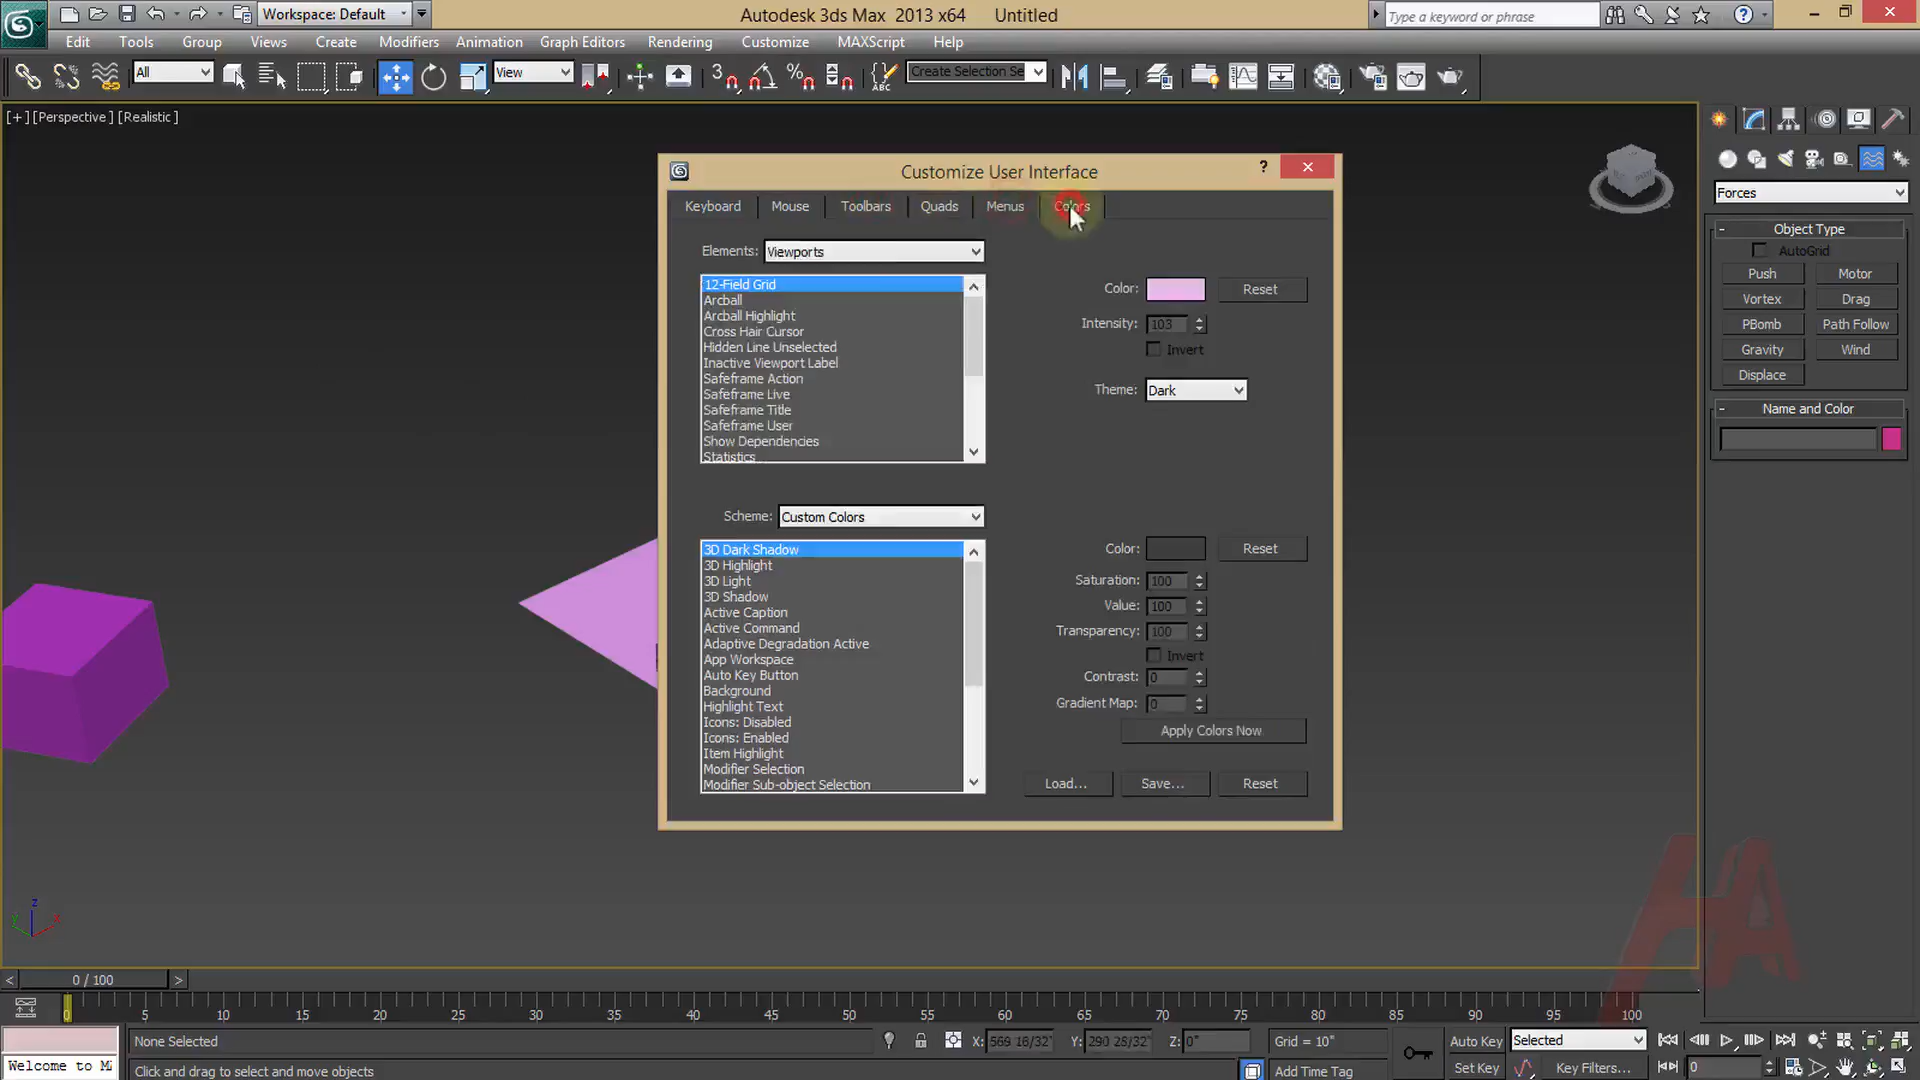 Workspace: Default
Autodesk 3ds Max 2013 x64 Untitled
Type a keyword or phrase
Edit Tools Group Views Create Modifiers Animation Graph Editors Rendering Customize MAXScript Help
All
View
Create Selection Se
[+] [Perspective] [Realistic]
Customize User Interface
Keyboard Mouse Toolbars Quads Menus Colors
Elements: Viewports
12-Field Grid
Arcball
Arcball Highlight
Cross Hair Cursor
Hidden Line Unselected
Inactive Viewport Label
Safeframe Action
Safeframe Live
Safeframe Title
Safeframe User
Show Dependencies
Statistics
Color: Reset
Intensity: 103
Invert
Theme: Dark
Scheme: Custom Colors
3D Dark Shadow
3D Highlight
3D Light
3D Shadow
Active Caption
Active Command
Adaptive Degradation Active
App Workspace
Auto Key Button
Background
Highlight Text
Icons: Disabled
Icons: Enabled
Item Highlight
Modifier Selection
Modifier Sub-object Selection
Color: Reset
Saturation: 100
Value: 100
Transparency: 100
Invert
Contrast: 0
Gradient Map: 0
Apply Colors Now
Load... Save... Reset
Forces
Object Type
AutoGrid
Push Motor
Vortex Drag
PBomb Path Follow
Gravity Wind
Displace
Name and Color
z
y x
0 / 100
5 10 15 20 25 30 35 40 45 50 55 60 65 70 75 80 85 90 95 100
None Selected
X: 569 16/32" Y: 290 28/32" Z: 0" Grid = 10"
Auto Key Selected
Welcome to M
Click and drag to select and move objects
Add Time Tag
Set Key Key Filters... 0